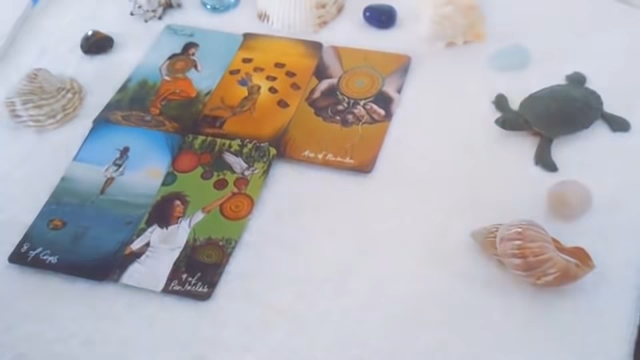 Ace of Pentacles
8 of Cups
9 of
Pentacles